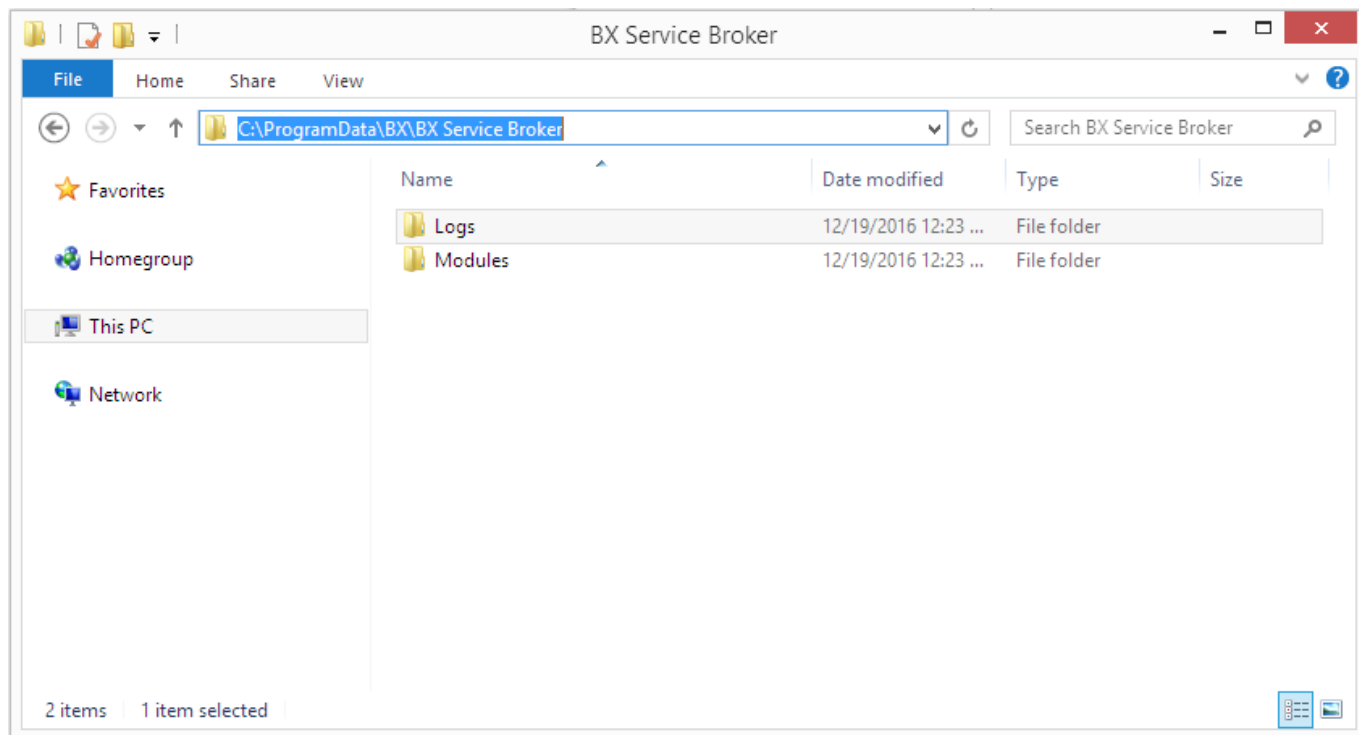 BX Service Broker
File Home Share View
C:\ProgramData\BX\BX Service Broker Search BX Service Broker
Name Date modified Type Size
Favorites
Logs 12/19/2016 12:23 ... File folder
Homegroup
Modules 12/19/2016 12:23 ... File folder
This PC
Network
2 items 1 item selected